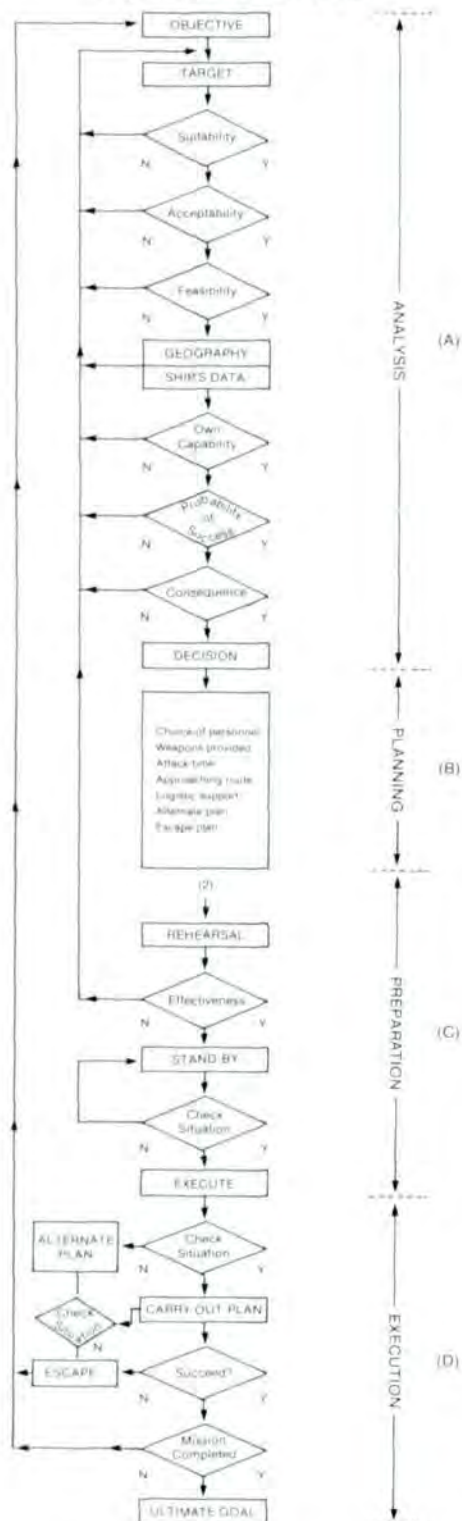 OBJECTIVE
TARGET
Suitability
N Y
Acceptability
N Y
Feasibility
N Y
GEOGRAPHY
SHIP'S DATA
Own
Capability
N Y
Probability
of
Success
N Y
Consequence
N Y
DECISION
ANALYSIS
(A)
Choice of personnel
Weapons provided
Attack time
Approaching route
Logistic support
Alternate plan
Escape plan
PLANNING
(B)
(2)
REHEARSAL
Effectiveness
N Y
STAND BY
Check
Situation
N Y
PREPARATION
(C)
EXECUTE
Check
Situation
N Y
ALTERNATE
PLAN
CARRY OUT PLAN
Check
Situation
N
ESCAPE
Succeed?
N Y
Mission
Completed
N Y
ULTIMATE GOAL
EXECUTION
(D)